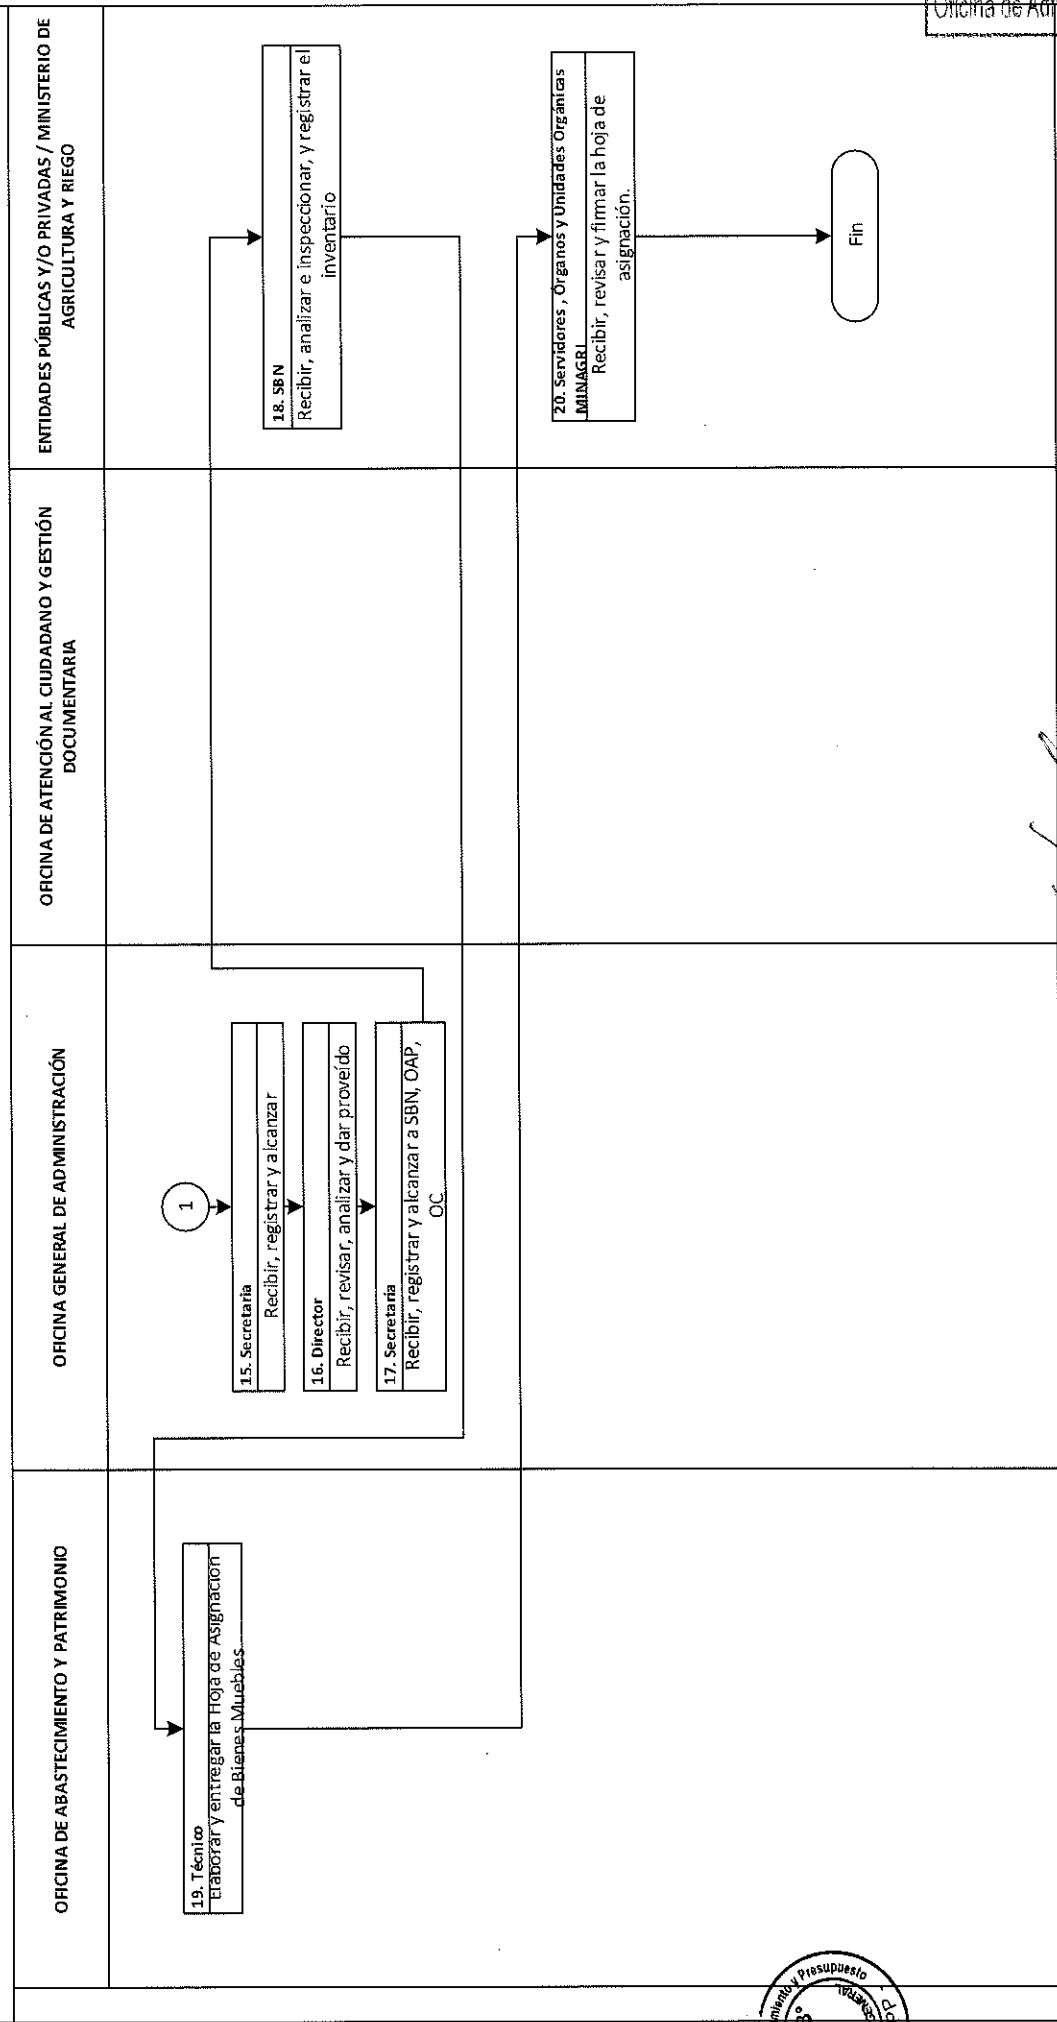 OFICINA DE ABASTECIMIENTO Y PATRIMONIO
OFICINA GENERAL DE ADMINISTRACIÓN
OFICINA DE ATENCIÓN AL CIUDADANO Y GESTIÓN
DOCUMENTARIA
ENTIDADES PÚBLICAS Y/O PRIVADAS / MINISTERIO DE
AGRICULTURA Y RIEGO
1
15. Secretaria
Recibir, registrar y alcanzar
16. Director
Recibir, revisar, analizar y dar proveído
17. Secretaria
Recibir, registrar y alcanzar a SBN, OAP,
OC
18. SBN
Recibir, analizar e inspeccionar, y registrar el
inventario
19. Técnico
Elaborar y entregar la Hoja de Asignación
de Bienes Muebles
20. Servidores , Órganos y Unidades Orgánicas
MINAGRI
Recibir, revisar y firmar la hoja de
asignación.
Fin
Oficina de
y Presupuesto
GENERAL